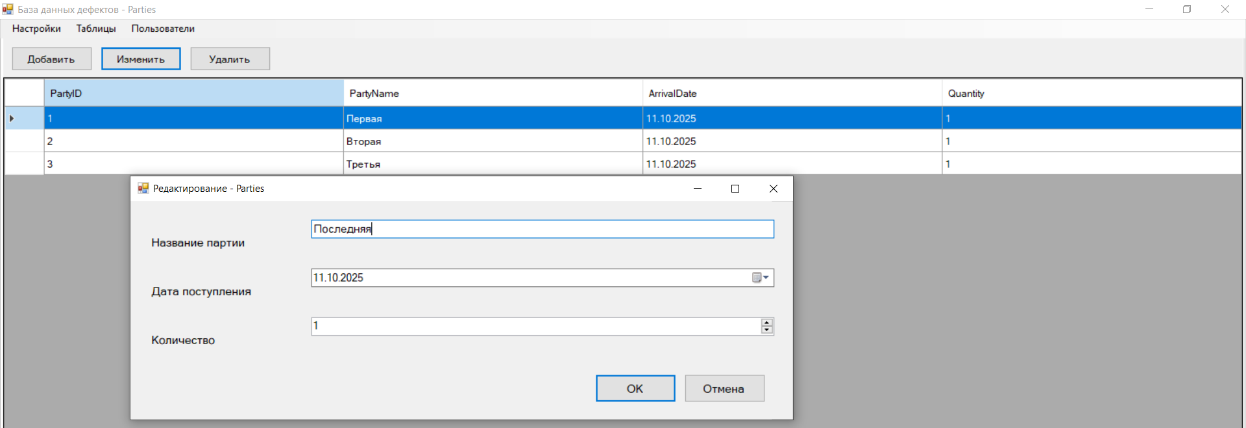 База данных дефектов - Parties
Настройки Таблицы Пользователи
Добавить Изменить Удалить
PartyID PartyName ArrivalDate Quantity
1 Первая 11.10.2025 1
2 Вторая 11.10.2025 1
3 Третья 11.10.2025 1
Редактирование - Parties
Название партии Последняя
Дата поступления 11.10.2025
Количество 1
OK Отмена